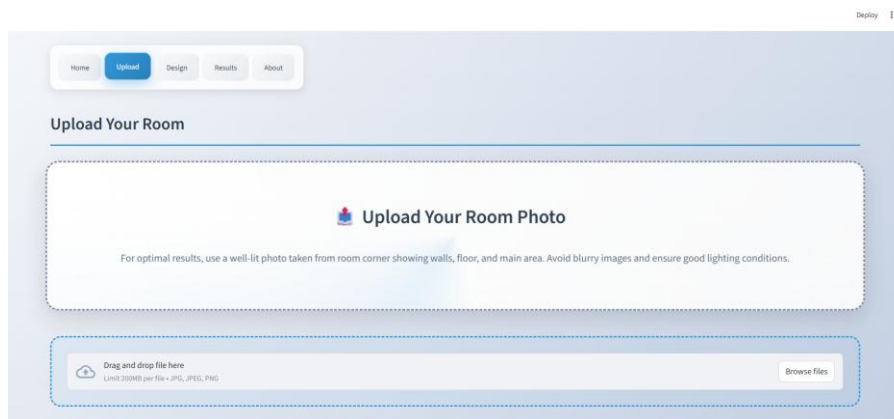 Deploy
Home Upload Design Results About
Upload Your Room
Upload Your Room Photo
For optimal results, use a well-lit photo taken from room corner showing walls, floor, and main area. Avoid blurry images and ensure good lighting conditions.
Drag and drop file here
Limit 200MB per file • JPG, JPEG, PNG
Browse files